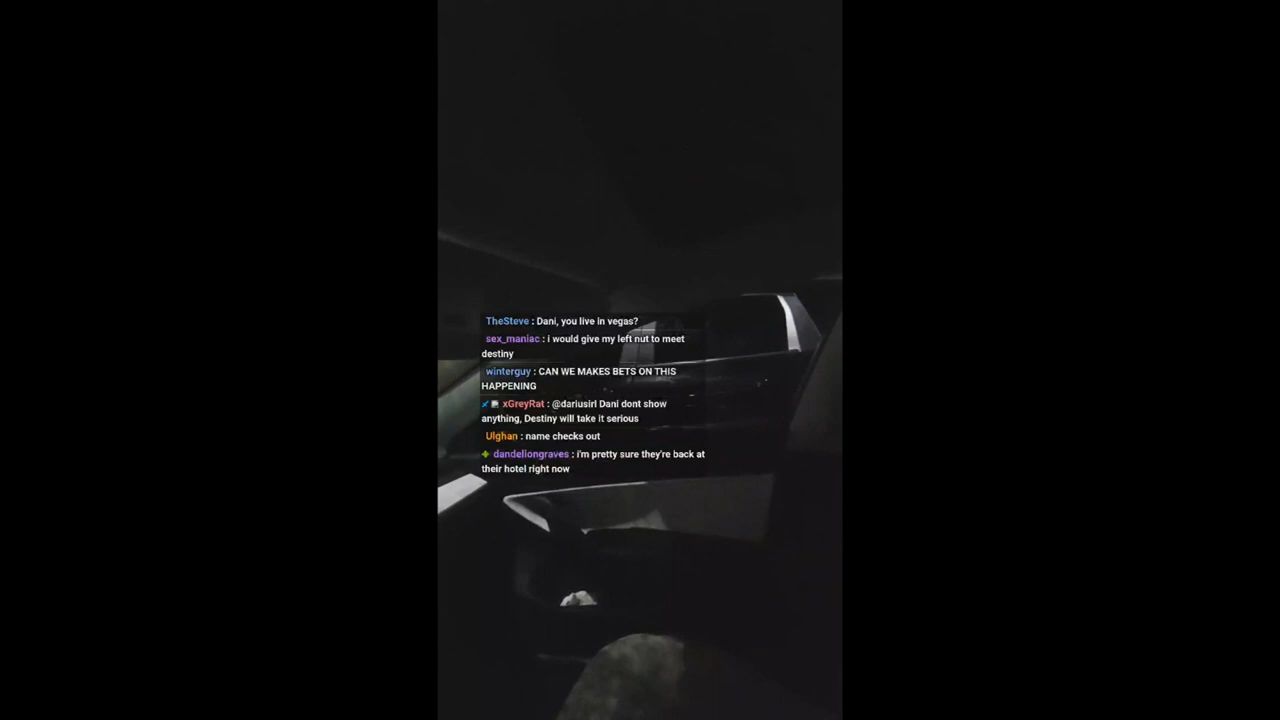 TheSteve : Dani, you live in vegas?
sex_maniac : i would give my left nut to meet
destiny
winterguy : CAN WE MAKES BETS ON THIS
HAPPENING
xGreyRat : @dariusirl Dani dont show
anything, Destiny will take it serious
Ulghan : name checks out
dandeliongraves : i'm pretty sure they're back at
their hotel right now